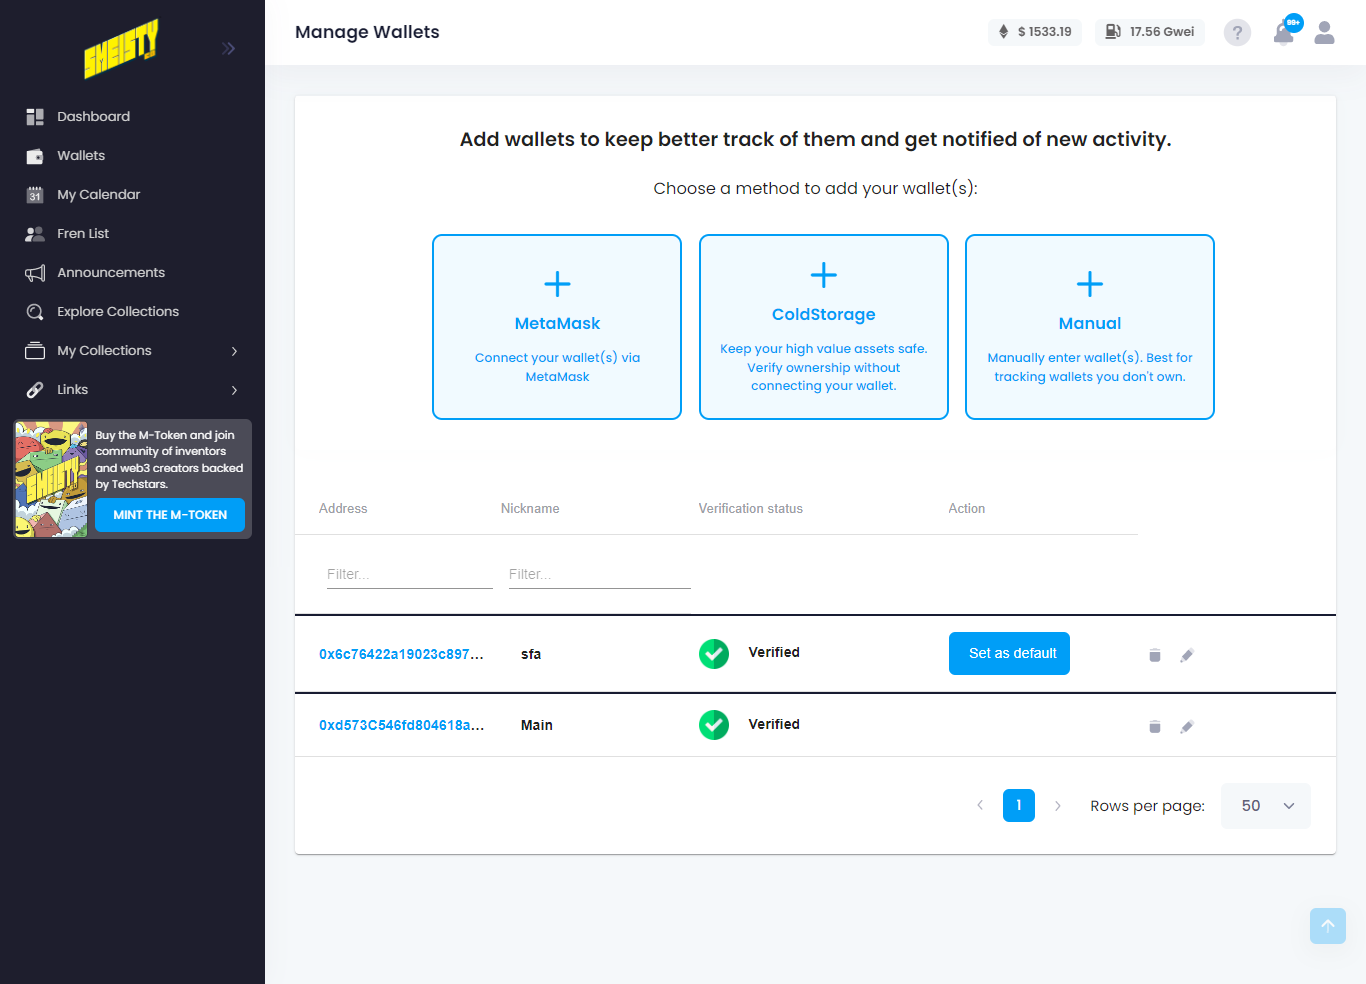 SMEISTY
Manage Wallets
$ 1533.19
17.56 Gwei
?
99+
Dashboard
Wallets
31
My Calendar
Fren List
Announcements
Explore Collections
My Collections
Links
SMEISTY
Buy the M-Token and join
community of inventors
and web3 creators backed
by Techstars.
MINT THE M-TOKEN
Add wallets to keep better track of them and get notified of new activity.
Choose a method to add your wallet(s):
MetaMask
Connect your wallet(s) via
MetaMask
ColdStorage
Keep your high value assets safe.
Verify ownership without
connecting your wallet.
Manual
Manually enter wallet(s). Best for
tracking wallets you don't own.
Address Nickname Verification status Action
Filter... Filter...
0x6c76422a19023c897... sfa Verified Set as default
0xd573C546fd804618a... Main Verified
1 Rows per page: 50